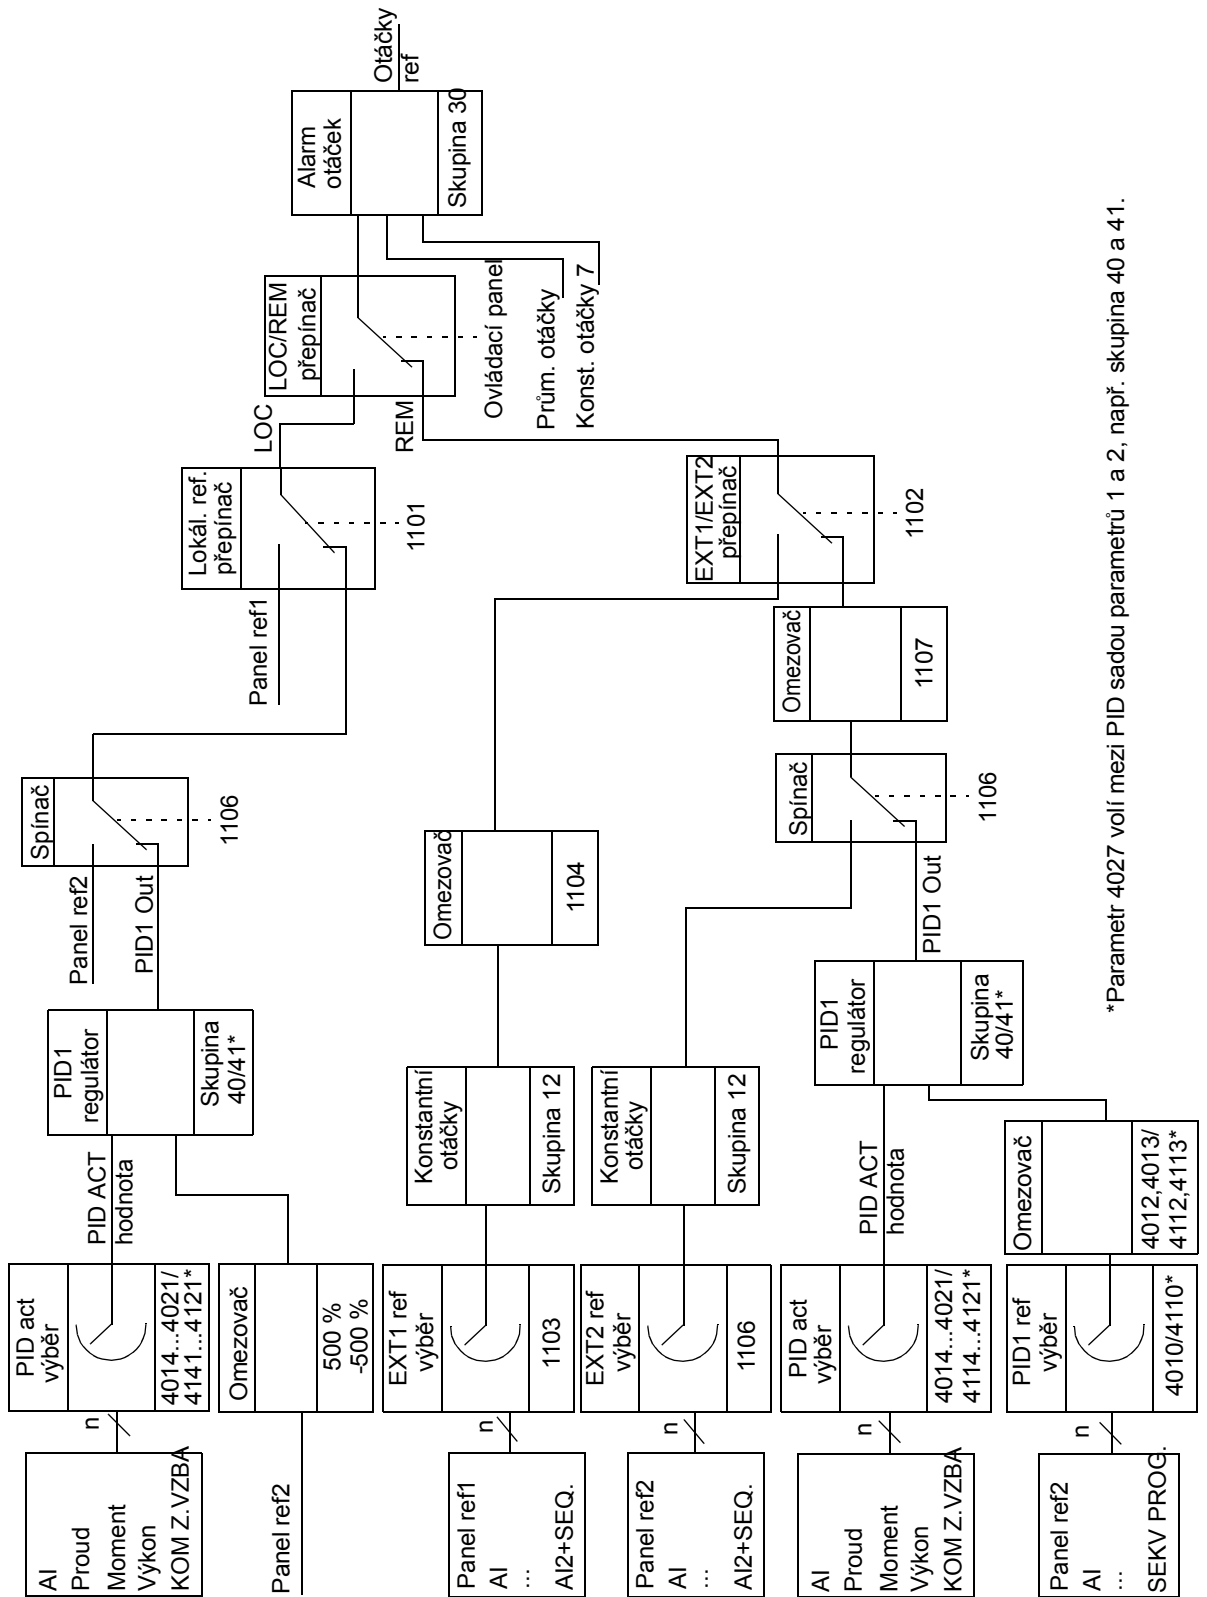 AI
Proud
Moment
Výkon
KOM Z.VZBA
n
PID act
výběr
4014...4021/
4141...4121*
PID ACT
hodnota
PID1
regulátor
Skupina
40/41*
Panel ref2
PID1 Out
Spínač
1106
Panel ref2
Omezovač
500 %
-500 %
Panel ref1
Lokál. ref.
přepínač
1101
LOC
REM
LOC/REM
přepínač
Ovládací panel
Prům. otáčky
Konst. otáčky 7
Alarm
otáček
Skupina 30
Otáčky
ref
Panel ref1
AI
...
AI2+SEQ.
n
EXT1 ref
výběr
1103
Konstantní
otáčky
Skupina 12
Omezovač
1104
Panel ref2
AI
...
AI2+SEQ.
n
EXT2 ref
výběr
1106
Konstantní
otáčky
Skupina 12
EXT1/EXT2
přepínač
1102
AI
Proud
Moment
Výkon
KOM Z.VZBA
n
PID act
výběr
4014...4021/
4114...4121*
PID ACT
hodnota
PID1
regulátor
Skupina
40/41*
PID1 Out
Spínač
1106
Omezovač
1107
Panel ref2
AI
...
SEKV PROG.
n
PID1 ref
výběr
4010/4110*
Omezovač
4012,4013/
4112,4113*
*Parametr 4027 volí mezi PID sadou parametrů 1 a 2, např. skupina 40 a 41.